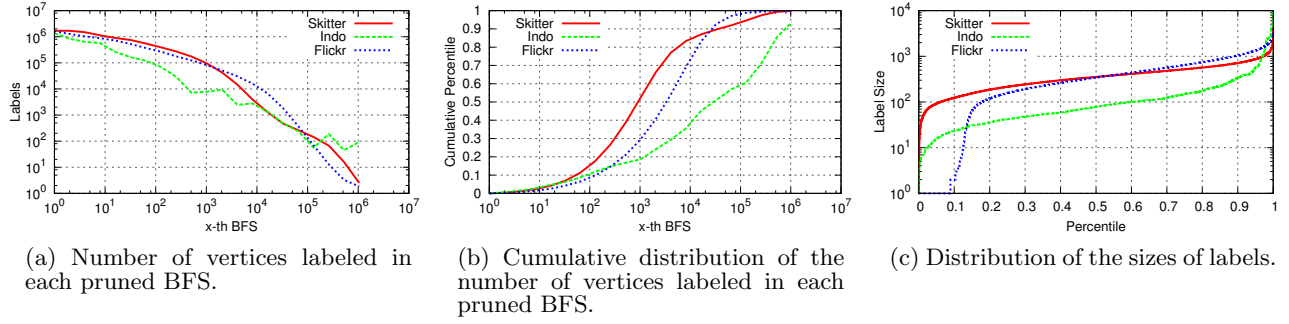 Labels
10^7
10^6
10^5
10^4
10^3
10^2
10^1
10^0
Skitter
Indo
Flickr
10^0 10^1 10^2 10^3 10^4 10^5 10^6 10^7
x-th BFS
(a) Number of vertices labeled in
each pruned BFS.
Cumulative Percentile
1
0.9
0.8
0.7
0.6
0.5
0.4
0.3
0.2
0.1
0
Skitter
Indo
Flickr
10^0 10^1 10^2 10^3 10^4 10^5 10^6 10^7
x-th BFS
(b) Cumulative distribution of the
number of vertices labeled in each
pruned BFS.
Label Size
10^4
10^3
10^2
10^1
10^0
Skitter
Indo
Flickr
0 0.1 0.2 0.3 0.4 0.5 0.6 0.7 0.8 0.9 1
Percentile
(c) Distribution of the sizes of labels.